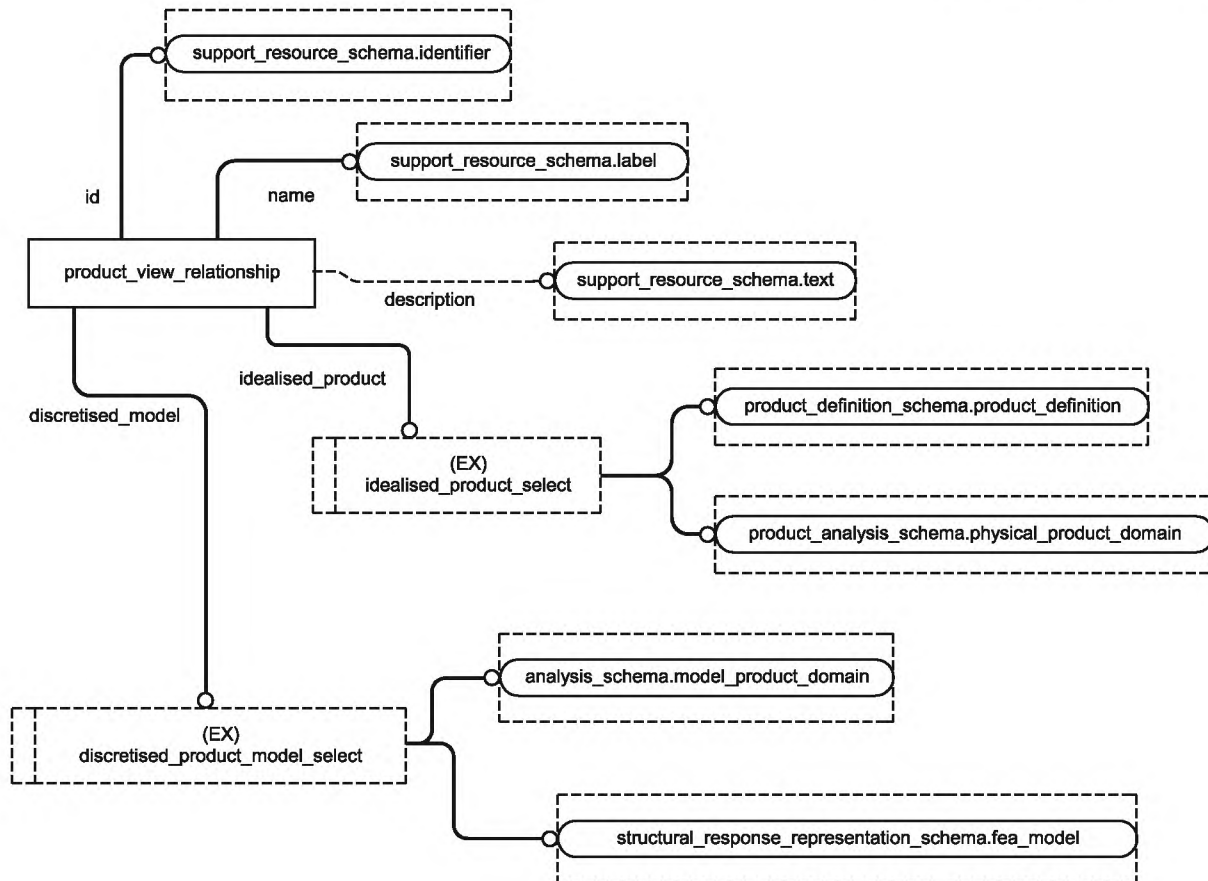 support_resource_schema.identifier
support_resource_schema.label
id
name
product_view_relationship
support_resource_schema.text
description
idealised_product
product_definition_schema.product_definition
discretised_model
(EX)
idealised_product_select
product_analysis_schema.physical_product_domain
analysis_schema.model_product_domain
(EX)
discretised_product_model_select
structural_response_representation_schema.fea_model